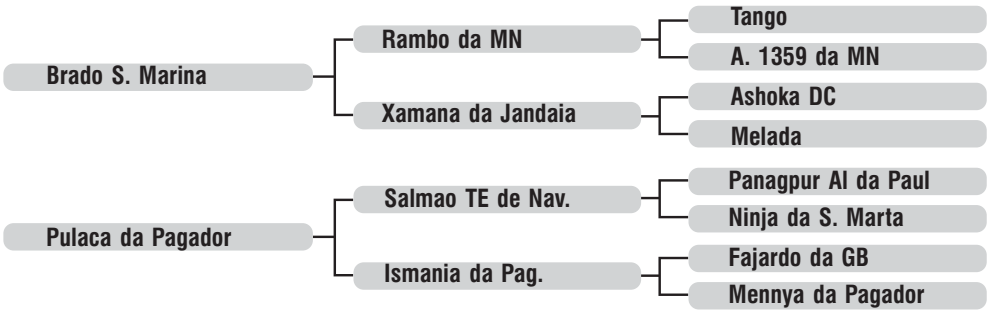 Brado S. Marina
Rambo da MN
Tango
A. 1359 da MN
Xamana da Jandaia
Ashoka DC
Melada
Pulaca da Pagador
Salmao TE de Nav.
Panagpur AI da Paul
Ninja da S. Marta
Ismania da Pag.
Fajardo da GB
Mennya da Pagador